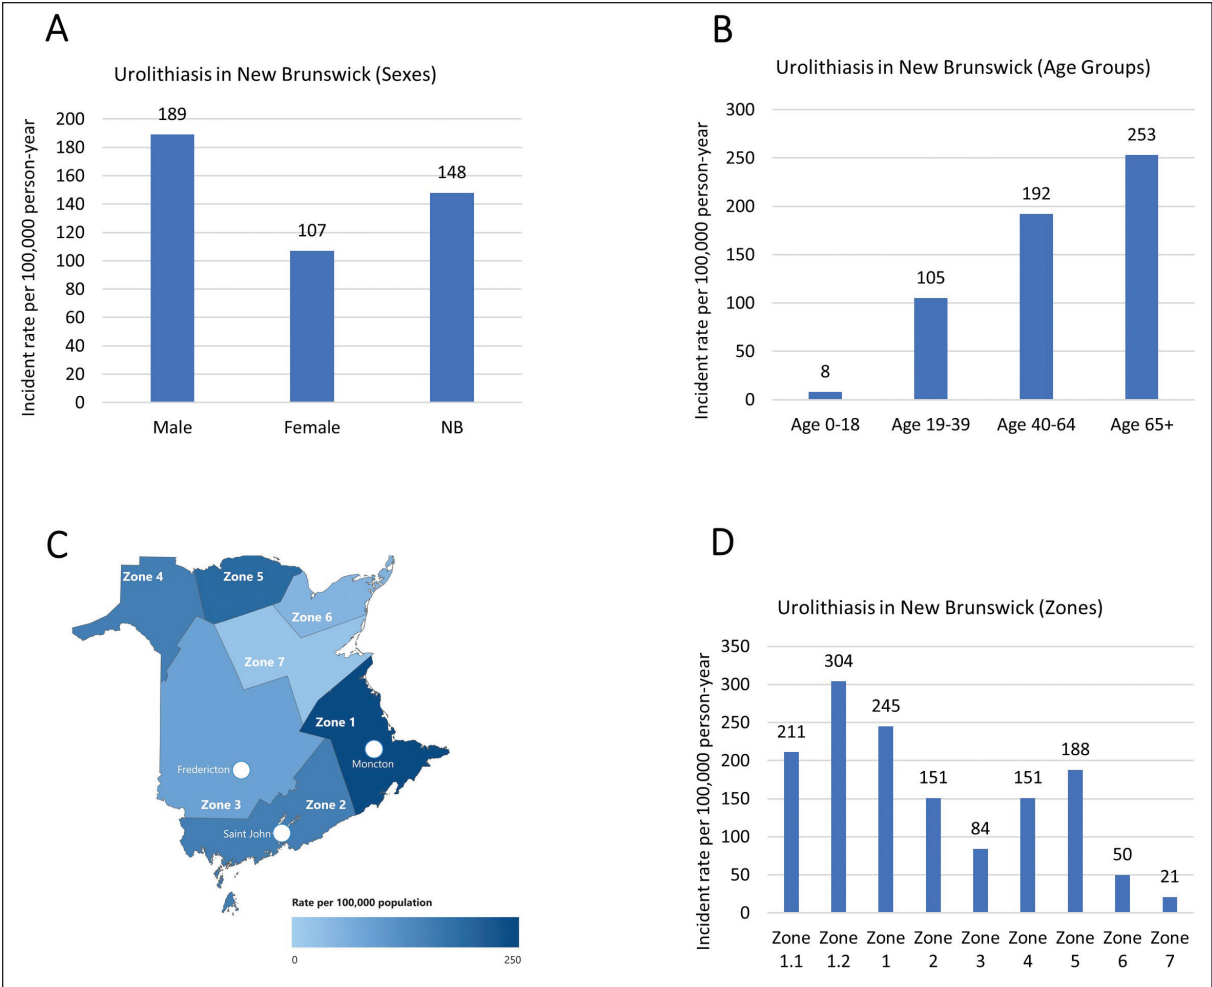 A
Urolithiasis in New Brunswick (Sexes)
Incident rate per 100,000 person-year
200
180
160
140
120
100
80
60
40
20
0
189
107
148
Male Female NB
B
Urolithiasis in New Brunswick (Age Groups)
Incident rate per 100,000 person-year
300
250
200
150
100
50
0
8
105
192
253
Age 0-18 Age 19-39 Age 40-64 Age 65+
C
Zone 4
Zone 5
Zone 6
Zone 7
Zone 1
Moncton
Fredericton
Zone 3
Zone 2
Saint John
Rate per 100,000 population
0 250
D
Urolithiasis in New Brunswick (Zones)
Incident rate per 100,000 person-year
350
300
250
200
150
100
50
0
211
304
245
151
84
151
188
50
21
Zone Zone Zone Zone Zone Zone Zone Zone Zone
1.1 1.2 1 2 3 4 5 6 7